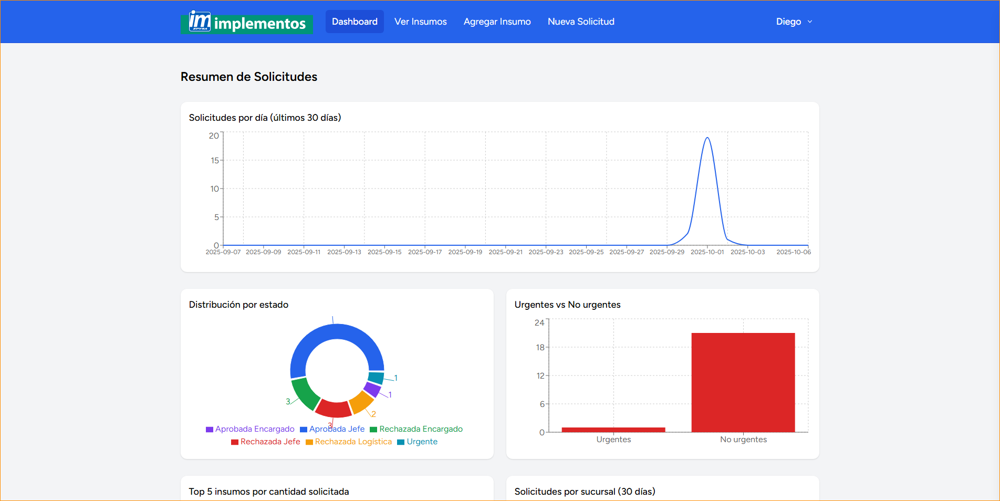 im implementos
EPYSA
Dashboard Ver Insumos Agregar Insumo Nueva Solicitud Diego
Resumen de Solicitudes
Solicitudes por día (últimos 30 días)
20
15
10
5
0
2025-09-07 2025-09-09 2025-09-11 2025-09-13 2025-09-15 2025-09-17 2025-09-19 2025-09-21 2025-09-23 2025-09-25 2025-09-27 2025-09-29 2025-10-01 2025-10-03 2025-10-06
Distribución por estado
1
1
3
2
3
Aprobada Encargado Aprobada Jefe Rechazada Encargado
Rechazada Jefe Rechazada Logística Urgente
Urgentes vs No urgentes
24
18
12
6
0
Urgentes No urgentes
Top 5 insumos por cantidad solicitada
Solicitudes por sucursal (30 días)